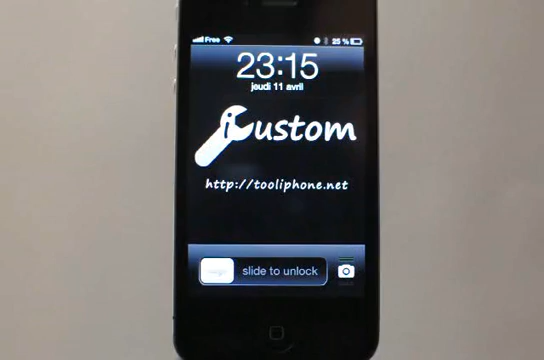 Free 25 %
23:15
jeudi 11 avril
iCustom
http://tooliphone.net
slide to unlock